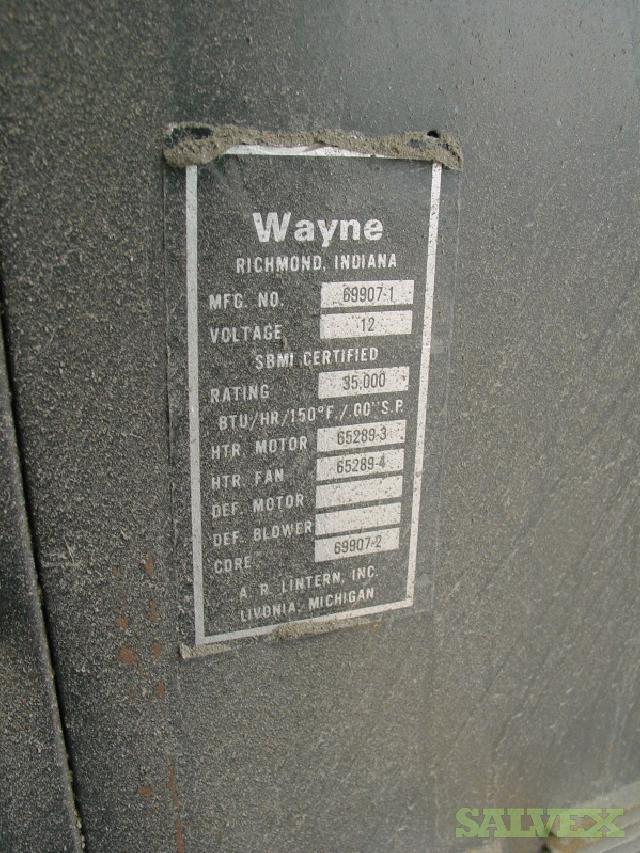 Wayne
RICHMOND, INDIANA
MFG. NO. 69907-1
VOLTAGE 12
SBMI CERTIFIED
RATING 35,000
BTU/HR/150°F./.00"S.P.
HTR. MOTOR 65289-3
HTR. FAN 65289-4
DEF. MOTOR
DEF. BLOWER
CORE 69907-2
A. R. LINTERN, INC.
LIVONIA, MICHIGAN
SALVEX